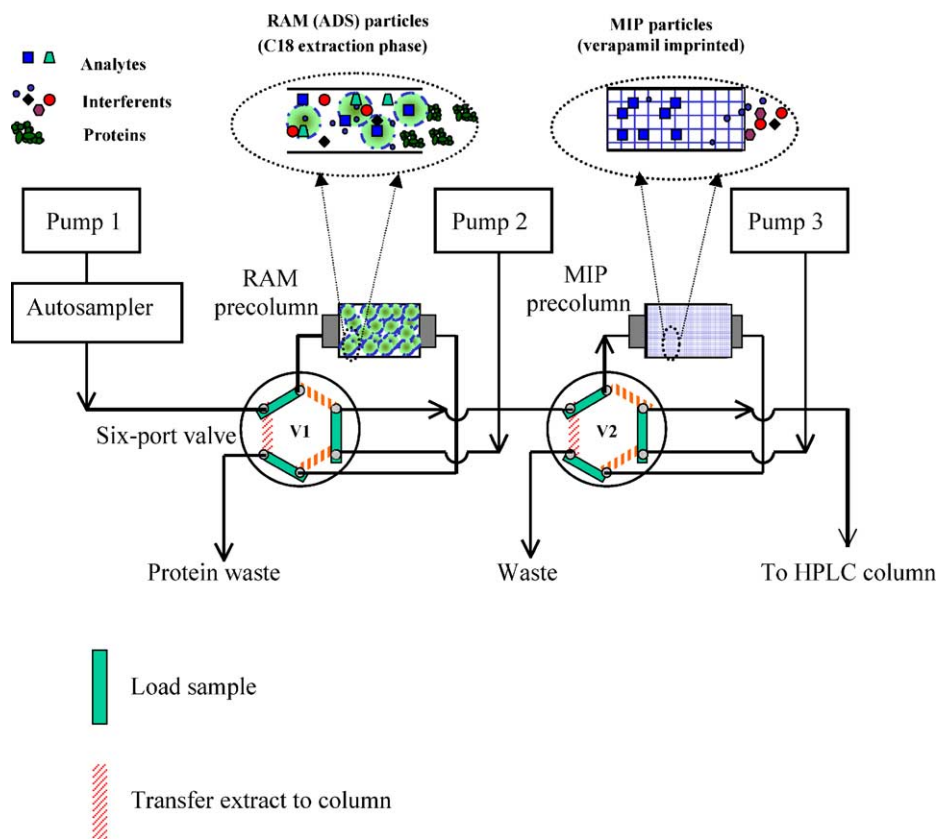 RAM (ADS) particles
(C18 extraction phase)
MIP particles
(verapamil imprinted)
Analytes
Interferents
Proteins
Pump 1
Pump 2
Pump 3
Autosampler
RAM
precolumn
MIP
precolumn
Six-port valve
V1
V2
Protein waste
Waste
To HPLC column
Load sample
Transfer extract to column